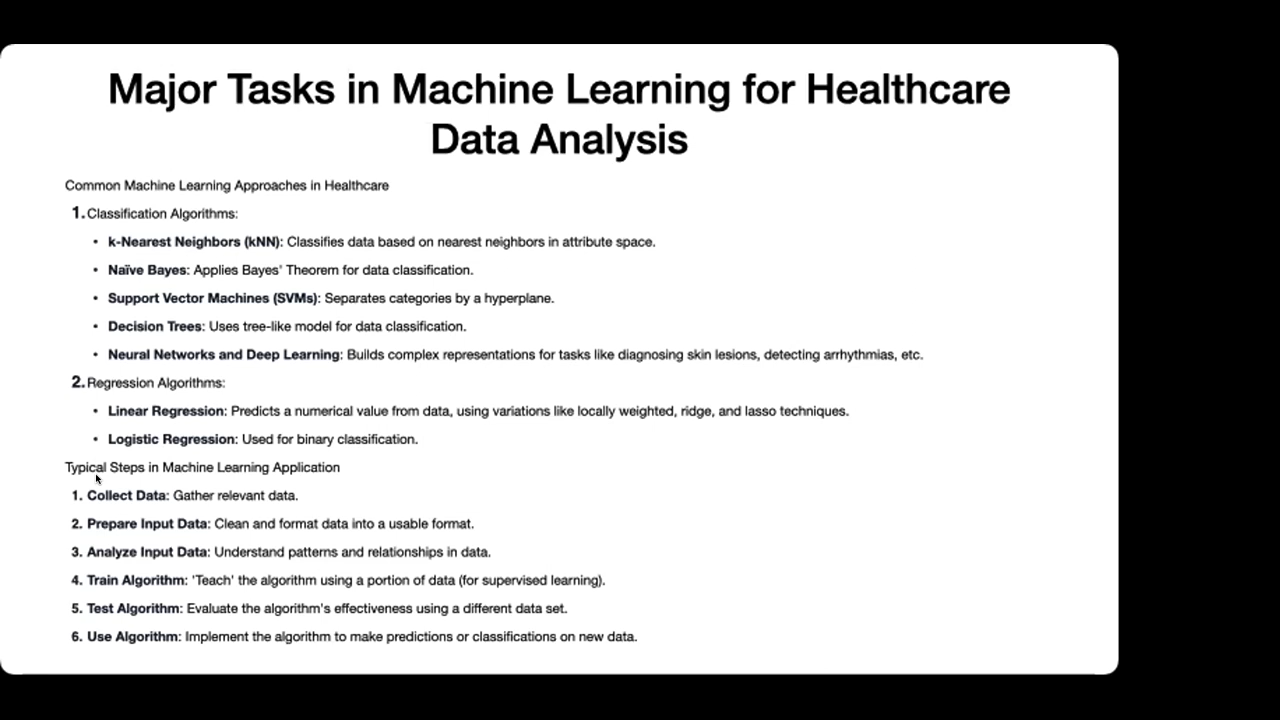 Major Tasks in Machine Learning for Healthcare
Data Analysis
Common Machine Learning Approaches in Healthcare
1. Classification Algorithms:
• k-Nearest Neighbors (kNN): Classifies data based on nearest neighbors in attribute space.
• Naïve Bayes: Applies Bayes' Theorem for data classification.
• Support Vector Machines (SVMs): Separates categories by a hyperplane.
• Decision Trees: Uses tree-like model for data classification.
• Neural Networks and Deep Learning: Builds complex representations for tasks like diagnosing skin lesions, detecting arrhythmias, etc.
2. Regression Algorithms:
• Linear Regression: Predicts a numerical value from data, using variations like locally weighted, ridge, and lasso techniques.
• Logistic Regression: Used for binary classification.
Typical Steps in Machine Learning Application
1. Collect Data: Gather relevant data.
2. Prepare Input Data: Clean and format data into a usable format.
3. Analyze Input Data: Understand patterns and relationships in data.
4. Train Algorithm: 'Teach' the algorithm using a portion of data (for supervised learning).
5. Test Algorithm: Evaluate the algorithm's effectiveness using a different data set.
6. Use Algorithm: Implement the algorithm to make predictions or classifications on new data.